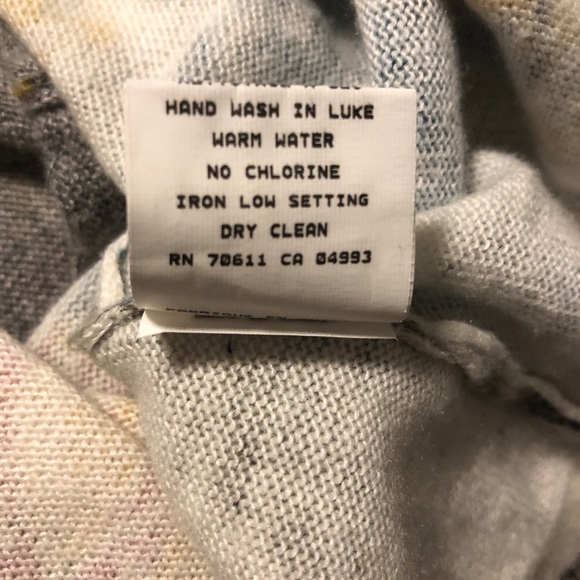 HAND WASH IN LUKE
WARM WATER
NO CHLORINE
IRON LOW SETTING
DRY CLEAN
RN 70611 CA 04993